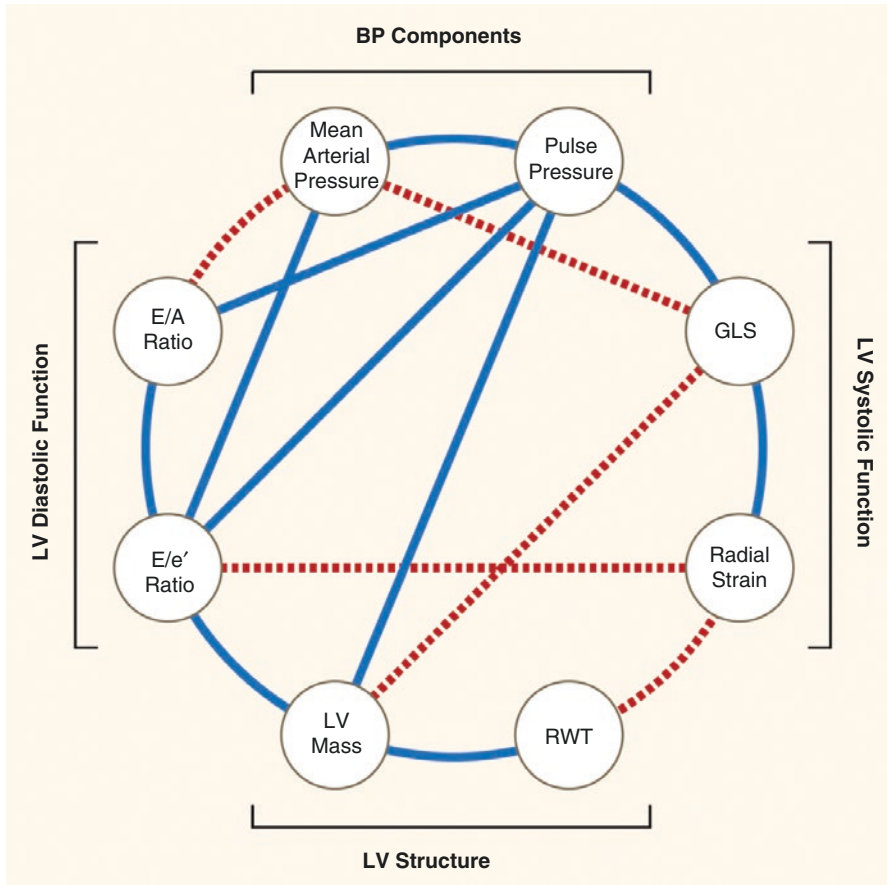 BP Components
Mean
Arterial
Pressure
Pulse
Pressure
E/A
Ratio
GLS
LV Diastolic Function
LV Systolic Function
E/e′
Ratio
Radial
Strain
LV
Mass
RWT
LV Structure